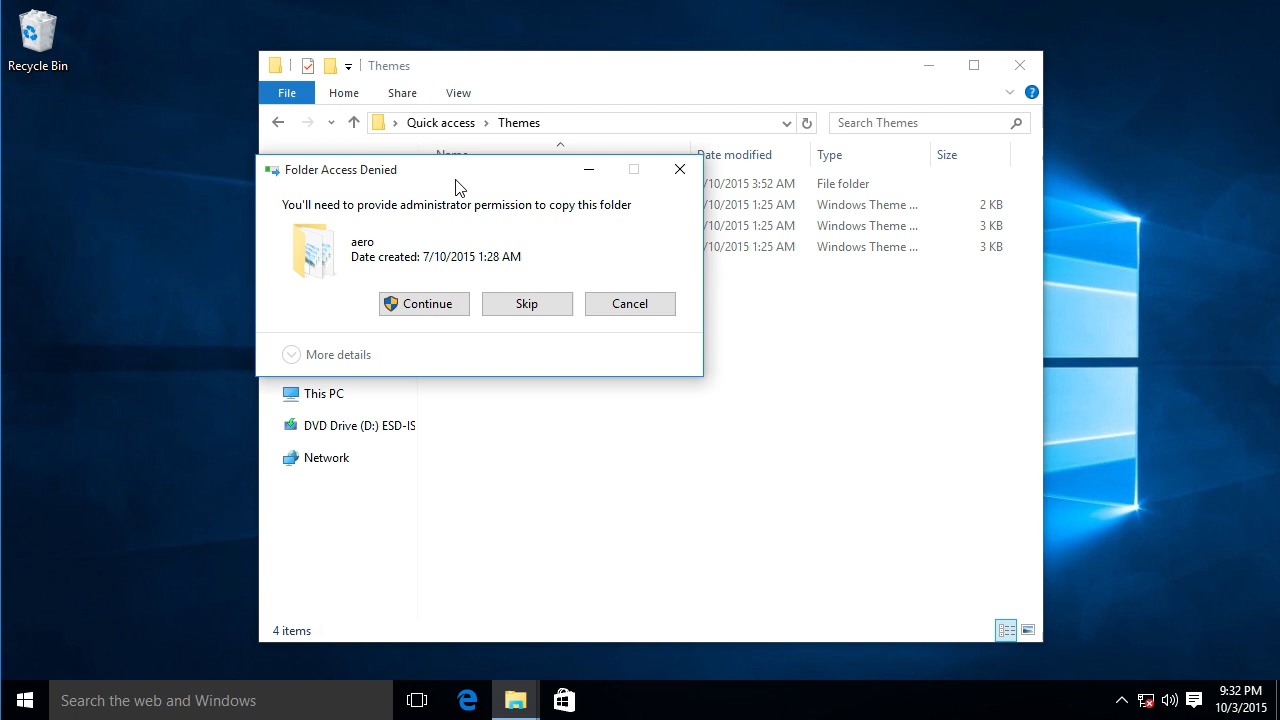 Recycle Bin
Themes
File Home Share View
Quick access Themes
Search Themes
Date modified Type Size
Folder Access Denied
You'll need to provide administrator permission to copy this folder
aero
Date created: 7/10/2015 1:28 AM
Continue Skip Cancel
More details
/10/2015 3:52 AM File folder
/10/2015 1:25 AM Windows Theme ... 2 KB
/10/2015 1:25 AM Windows Theme ... 3 KB
/10/2015 1:25 AM Windows Theme ... 3 KB
This PC
DVD Drive (D:) ESD-IS
Network
4 items
Search the web and Windows
9:32 PM
10/3/2015